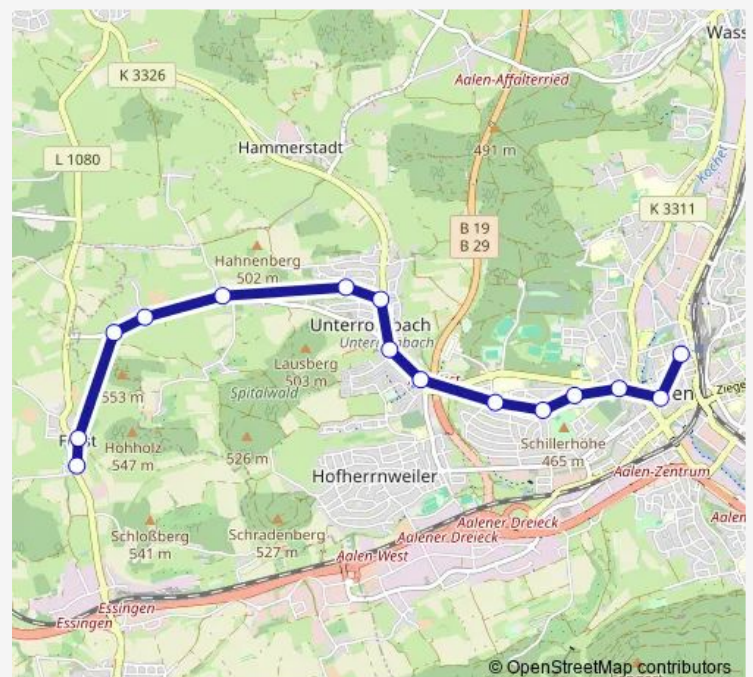 Wass
K 3326
Aalen-Affalterried
Hammerstadt
491 m
L 1080
Kocher
K 3311
B 19
B 29
Hahnenberg
502 m
Lausberg
503 m
553 m
Spitalwald
Ziege
Hohholz
547 m
526 m
Schillerhöhe
465 m
Hofherrnweiler
Aalen-Zentrum
Schloßberg
541 m
Schradenberg
527 m
Aalener Dreieck
Aalener Dreieck
Aalen
Aalen-West
Essingen
Essingen
© OpenStreetMap contributors